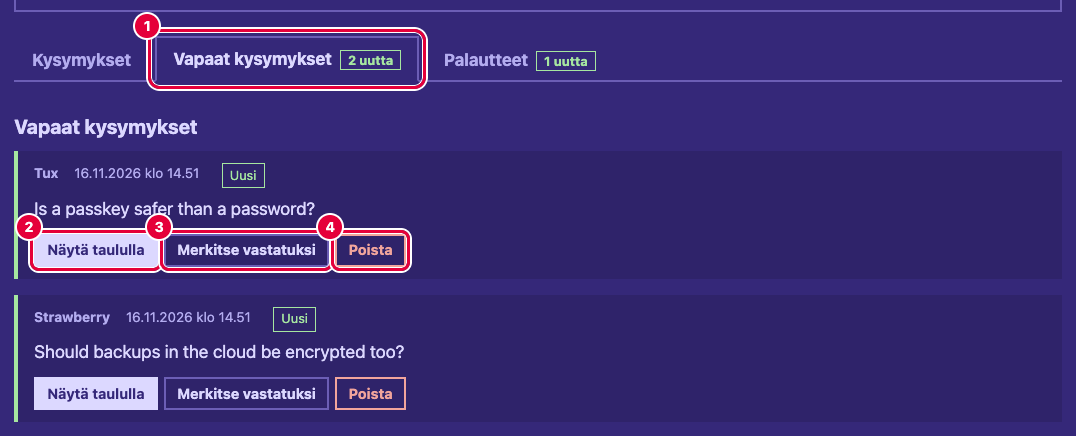 1
Kysymykset Vapaat kysymykset 2 uutta Palautteet 1 uutta
Vapaat kysymykset
Tux 16.11.2026 klo 14.51 Uusi
Is a passkey safer than a password?
2 3 4
Näytä taululla Merkitse vastatuksi Poista
Strawberry 16.11.2026 klo 14.51 Uusi
Should backups in the cloud be encrypted too?
Näytä taululla Merkitse vastatuksi Poista